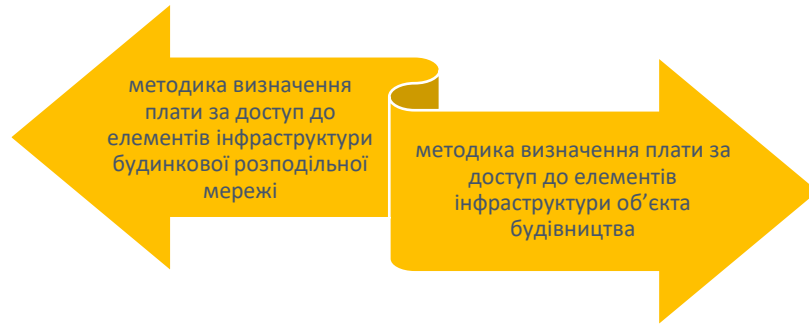 методика визначення
плати за доступ до
елементів інфраструктури
будинкової розподільної
мережі
методика визначення плати за
доступ до елементів
інфраструктури об’єкта
будівництва